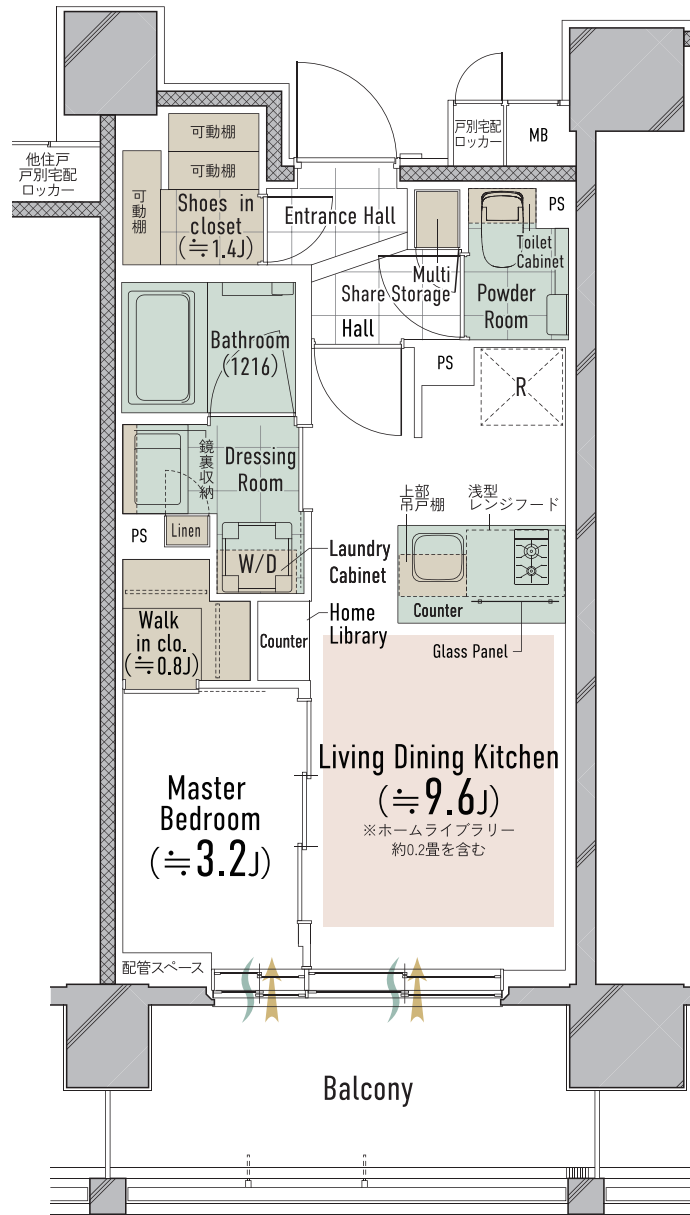 可動棚
可動棚
可動棚
戸別宅配
ロッカー
MB
他住戸
戸別宅配
ロッカー
Shoes in
closet
(≒1.4J)
Entrance Hall
PS
Toilet
Cabinet
Multi
Share Storage
Powder
Room
Hall
Bathroom
(1216)
PS
R
鏡裏収納
Dressing
Room
上部
吊戸棚
浅型
レンジフード
PS
Linen
W/D
Laundry
Cabinet
Counter
Home
Library
Counter
Glass Panel
Walk
in clo.
(≒0.8J)
Living Dining Kitchen
(≒9.6J)
※ホームライブラリー
約0.2畳を含む
Master
Bedroom
(≒3.2J)
配管スペース
Balcony